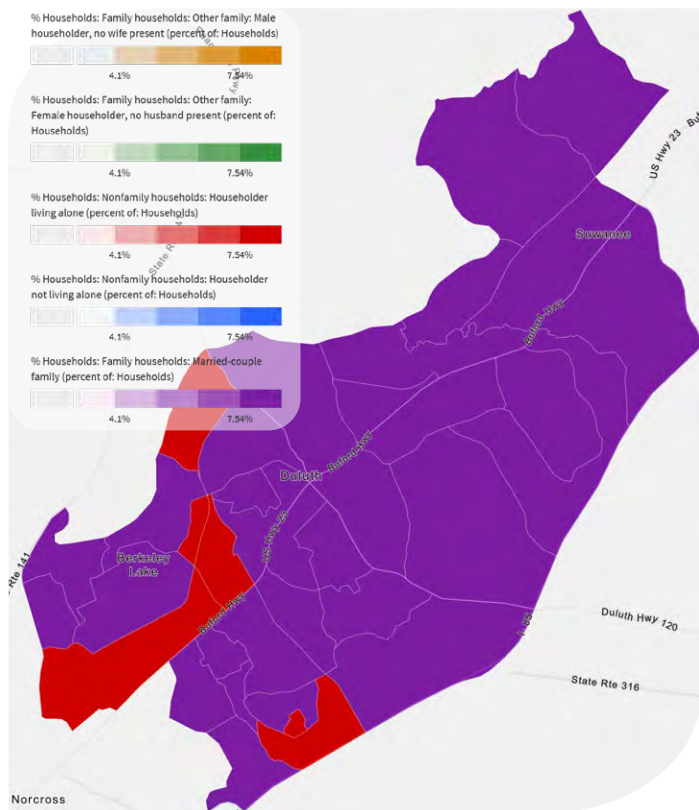 % Households: Family households: Other family: Male
householder, no wife present (percent of: Households)
4.1% 7.54%
% Households: Family households: Other family:
Female householder, no husband present (percent of:
Households)
4.1% 7.54%
% Households: Nonfamily households: Householder
living alone (percent of: Households)
4.1% 7.54%
% Households: Nonfamily households: Householder
not living alone (percent of: Households)
4.1% 7.54%
% Households: Family households: Married-couple
family (percent of: Households)
4.1% 7.54%
US Hwy 23
Suwanee
Buford-Hwy
State Rte
Duluth
Buford-Hwy
US Hwy-23
Rte 141
Berkeley
Lake
Buford-Hwy
I- 85
Duluth Hwy 120
State Rte 316
Norcross